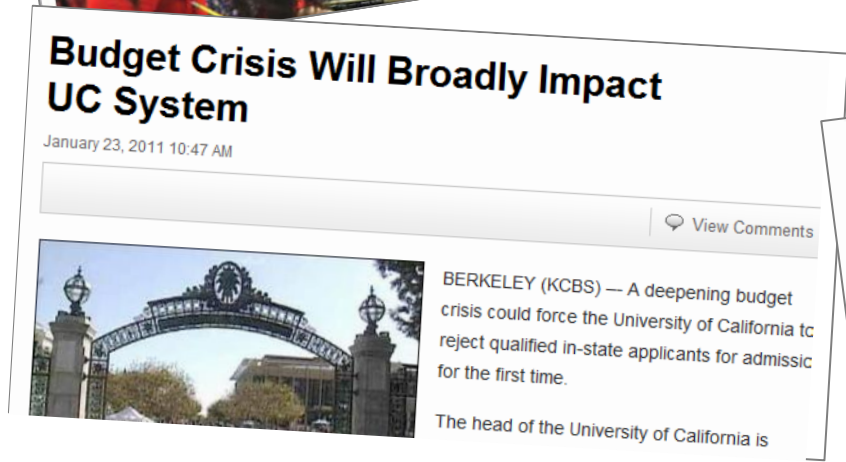 Budget Crisis Will Broadly Impact
UC System
January 23, 2011 10:47 AM
View Comments
BERKELEY (KCBS) — A deepening budget
crisis could force the University of California to
reject qualified in-state applicants for admissic
for the first time.
The head of the University of California is